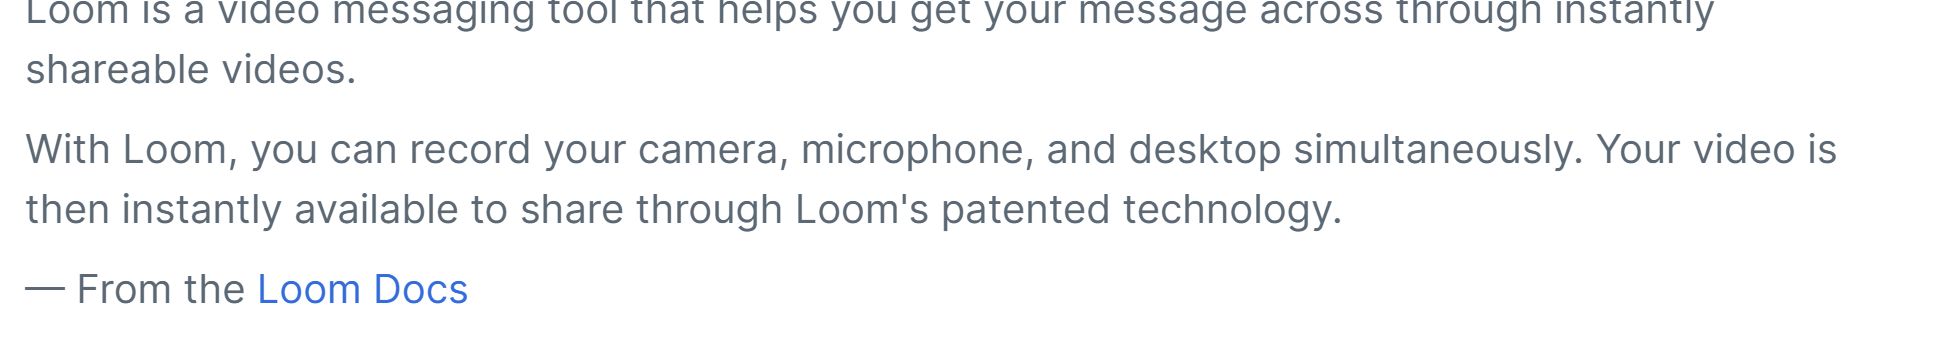 Loom is a video messaging tool that helps you get your message across through instantly
shareable videos.
With Loom, you can record your camera, microphone, and desktop simultaneously. Your video is
then instantly available to share through Loom's patented technology.
— From the Loom Docs